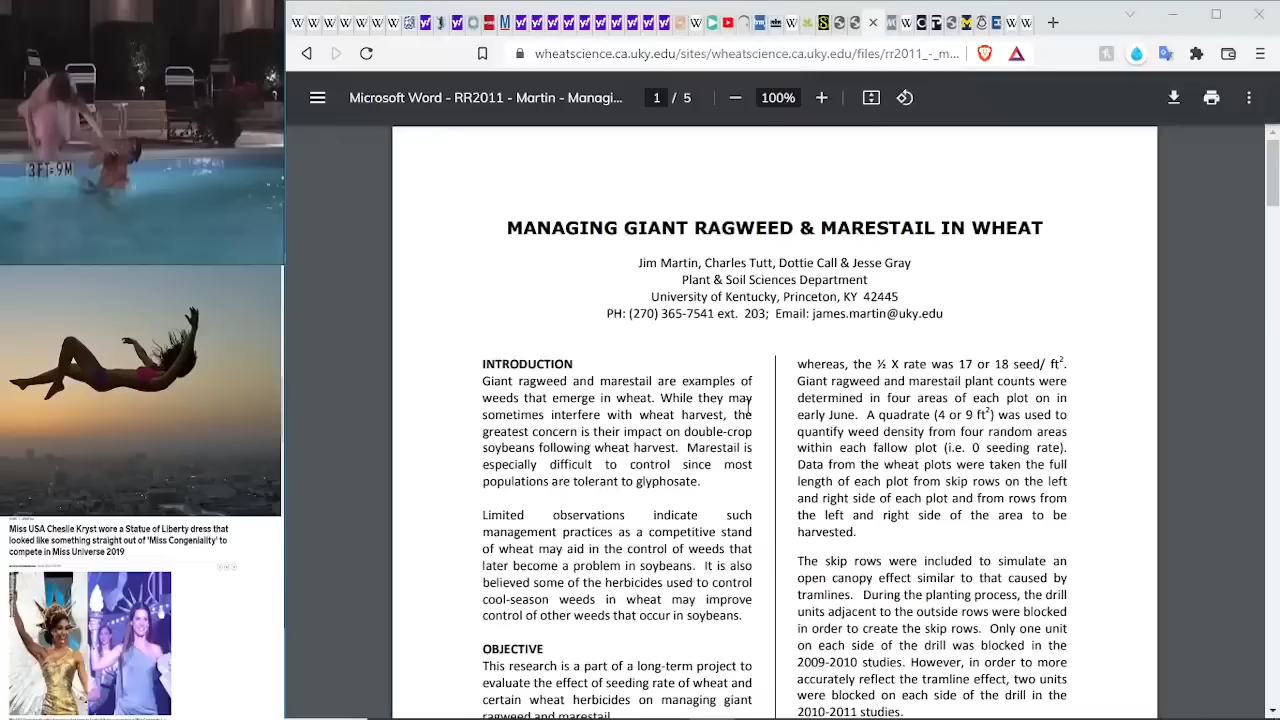 wheatscience.ca.uky.edu/sites/wheatscience.ca.uky.edu/files/rr2011_-_m...
Microsoft Word - RR2011 - Martin - Managi...
1 / 5
100%
3FT=9M
Miss USA Cheslie Kryst wore a Statue of Liberty dress that
looked like something straight out of 'Miss Congeniality' to
compete in Miss Universe 2019
MANAGING GIANT RAGWEED & MARESTAIL IN WHEAT
Jim Martin, Charles Tutt, Dottie Call & Jesse Gray
Plant & Soil Sciences Department
University of Kentucky, Princeton, KY 42445
PH: (270) 365-7541 ext. 203; Email: james.martin@uky.edu
INTRODUCTION
Giant ragweed and marestail are examples of
weeds that emerge in wheat. While they may
sometimes interfere with wheat harvest, the
greatest concern is their impact on double-crop
soybeans following wheat harvest. Marestail is
especially difficult to control since most
populations are tolerant to glyphosate.
Limited observations indicate such
management practices as a competitive stand
of wheat may aid in the control of weeds that
later become a problem in soybeans. It is also
believed some of the herbicides used to control
cool-season weeds in wheat may improve
control of other weeds that occur in soybeans.
OBJECTIVE
This research is a part of a long-term project to
evaluate the effect of seeding rate of wheat and
certain wheat herbicides on managing giant
ragweed and marestail.
whereas, the ½ X rate was 17 or 18 seed/ ft².
Giant ragweed and marestail plant counts were
determined in four areas of each plot on in
early June. A quadrate (4 or 9 ft²) was used to
quantify weed density from four random areas
within each fallow plot (i.e. 0 seeding rate).
Data from the wheat plots were taken the full
length of each plot from skip rows on the left
and right side of each plot and from rows from
the left and right side of the area to be
harvested.
The skip rows were included to simulate an
open canopy effect similar to that caused by
tramlines. During the planting process, the drill
units adjacent to the outside rows were blocked
in order to create the skip rows. Only one unit
on each side of the drill was blocked in the
2009-2010 studies. However, in order to more
accurately reflect the tramline effect, two units
were blocked on each side of the drill in the
2010-2011 studies.